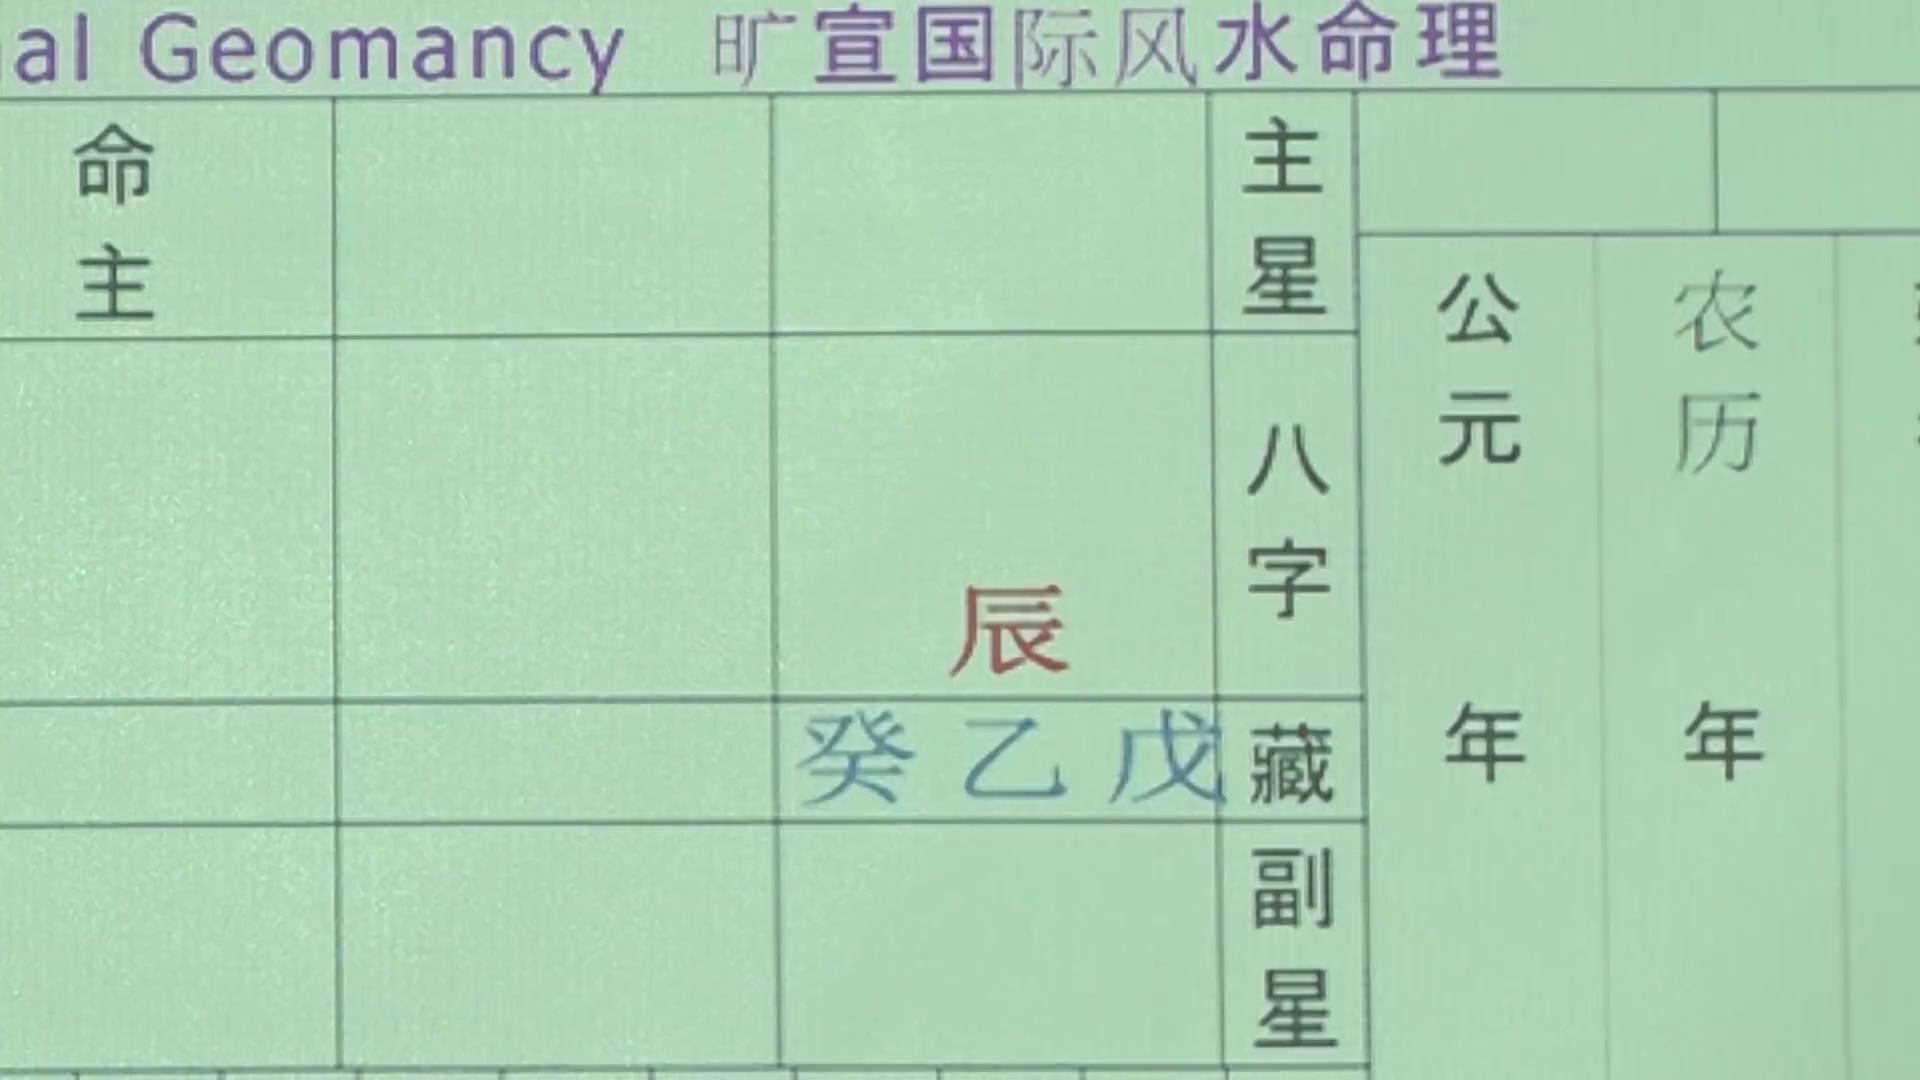 al Geomancy 旷宣国际风水命理
命主
主星
八字
辰
癸 乙 戊
藏
副星
公元 年
农历 年